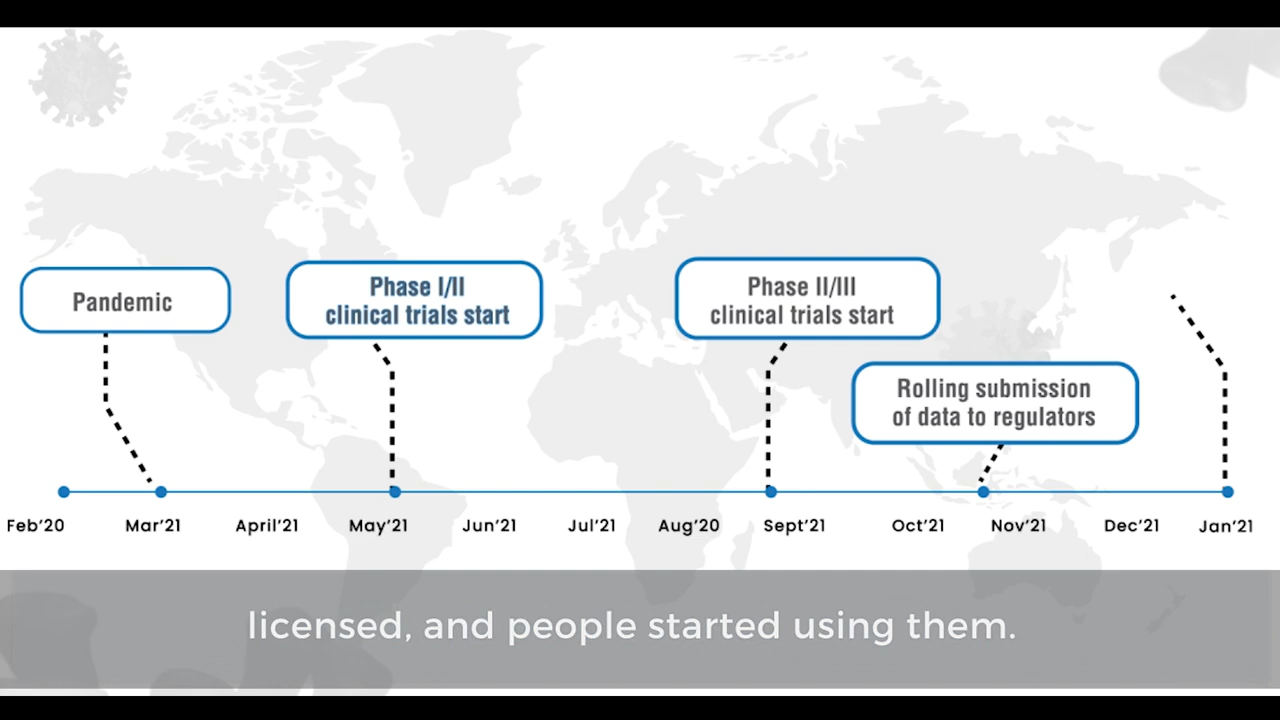 Pandemic
Phase I/II
clinical trials start
Phase II/III
clinical trials start
Rolling submission
of data to regulators
Feb'20 Mar'21 April'21 May'21 Jun'21 Jul'21 Aug'20 Sept'21 Oct'21 Nov'21 Dec'21 Jan'21
licensed, and people started using them.